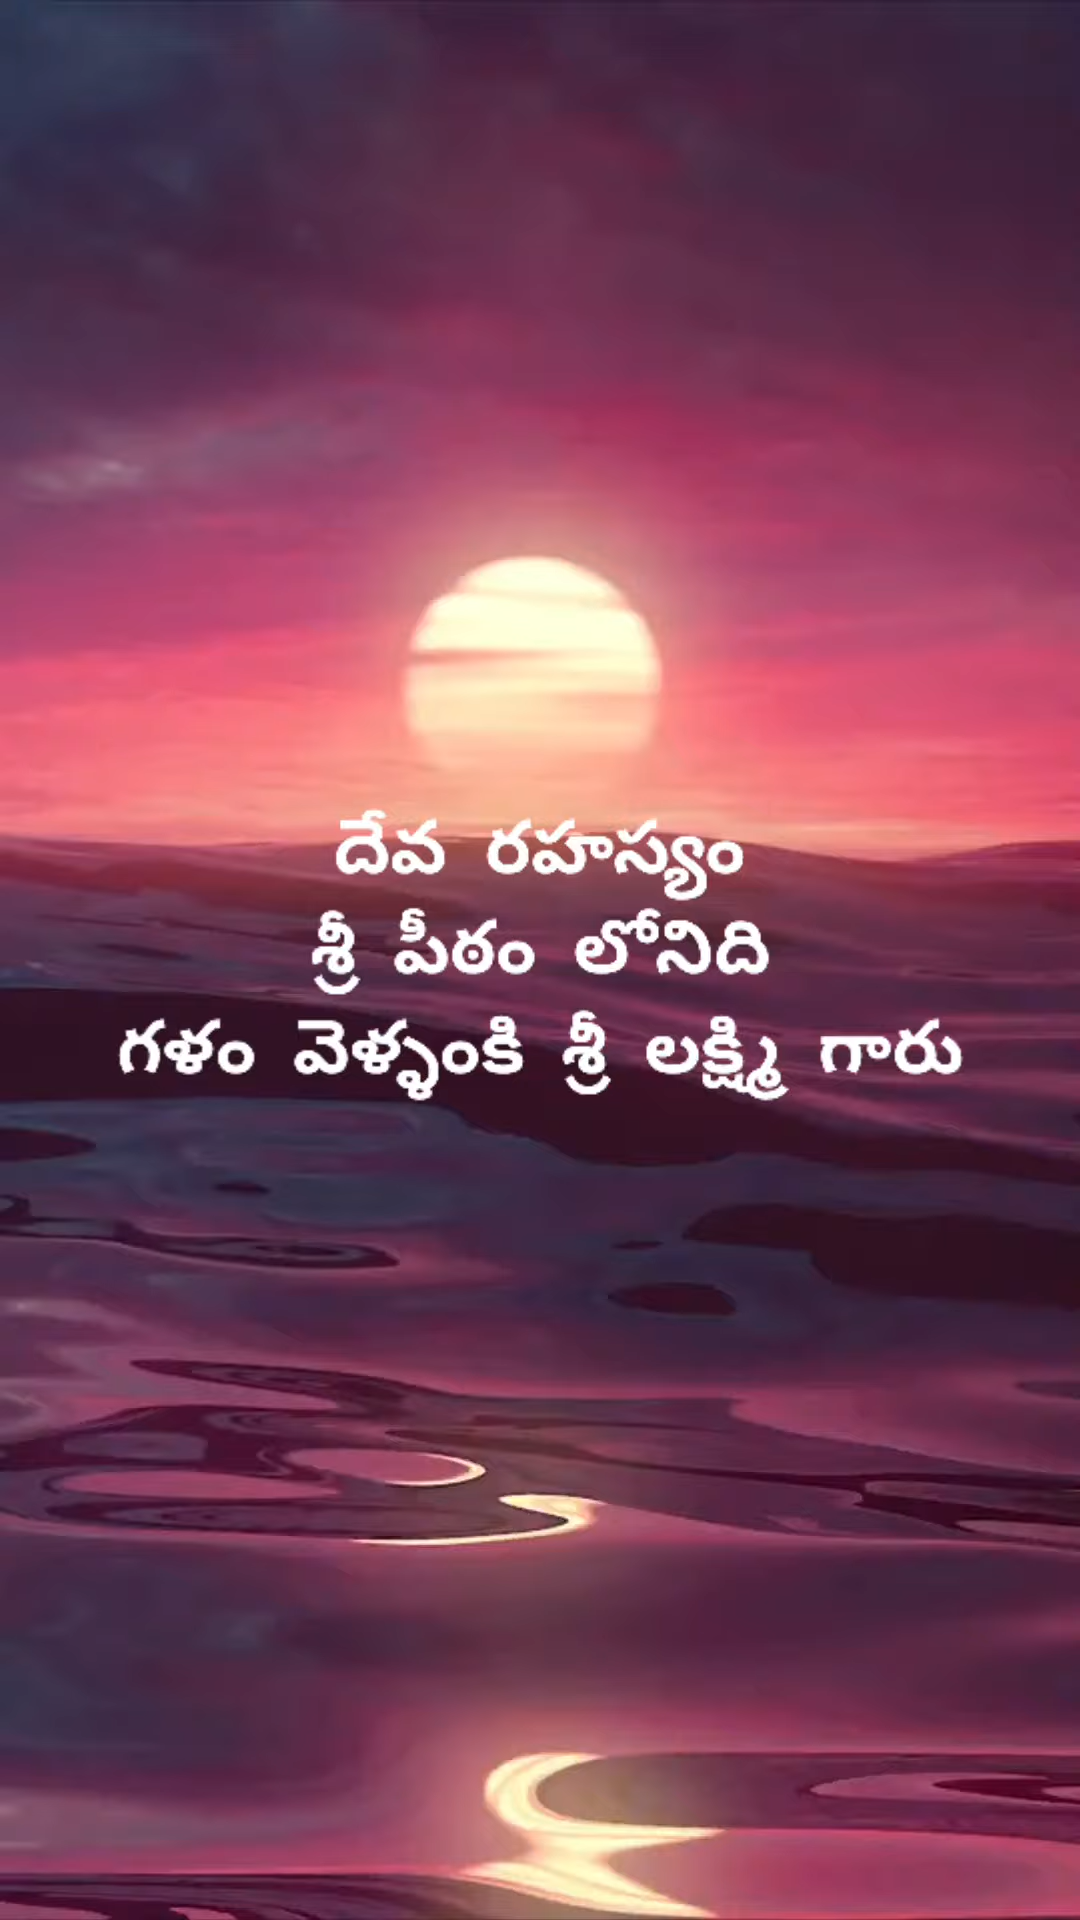 దేవ రహస్యం
శ్రీ పీఠం లోనిది
గళం వెళ్ళంకి శ్రీ లక్ష్మి గారు